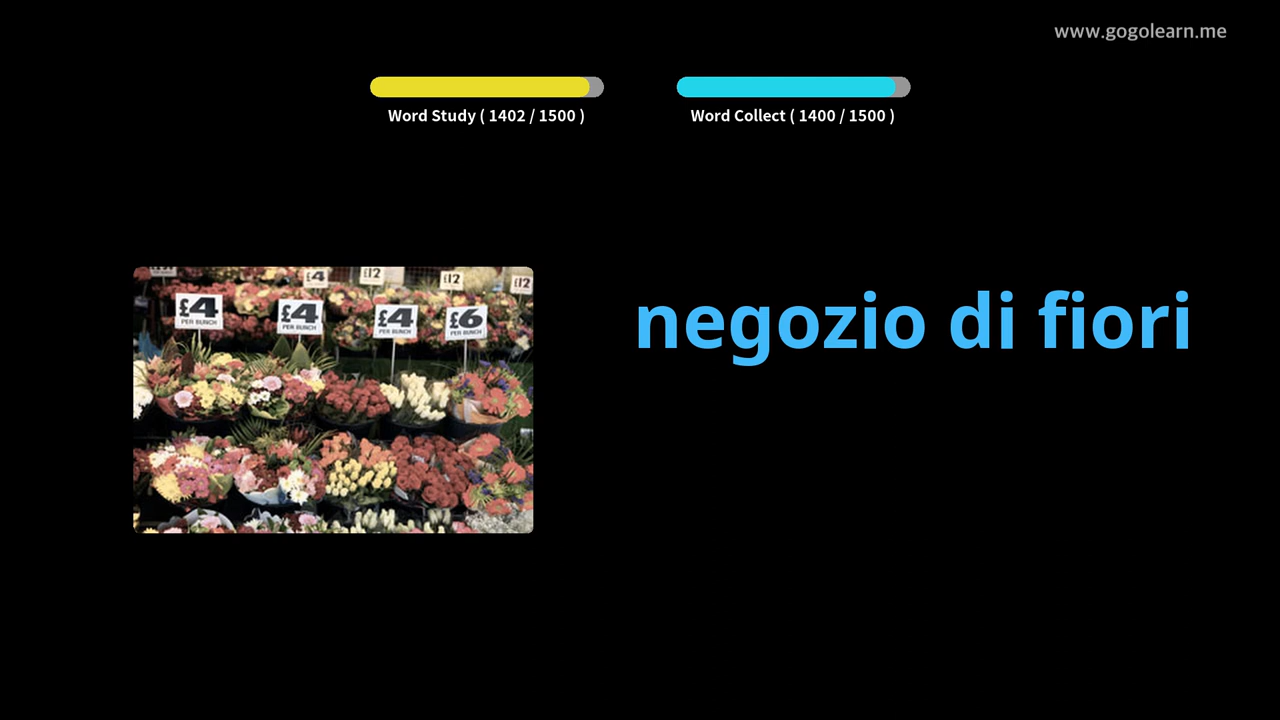 www.gogolearn.me
Word Study ( 1402 / 1500 )
Word Collect ( 1400 / 1500 )
negozio di fiori
£4
£12
£12
£12
£4
PER BUNCH
£4
PER BUNCH
£4
PER BUNCH
£6
PER BUNCH